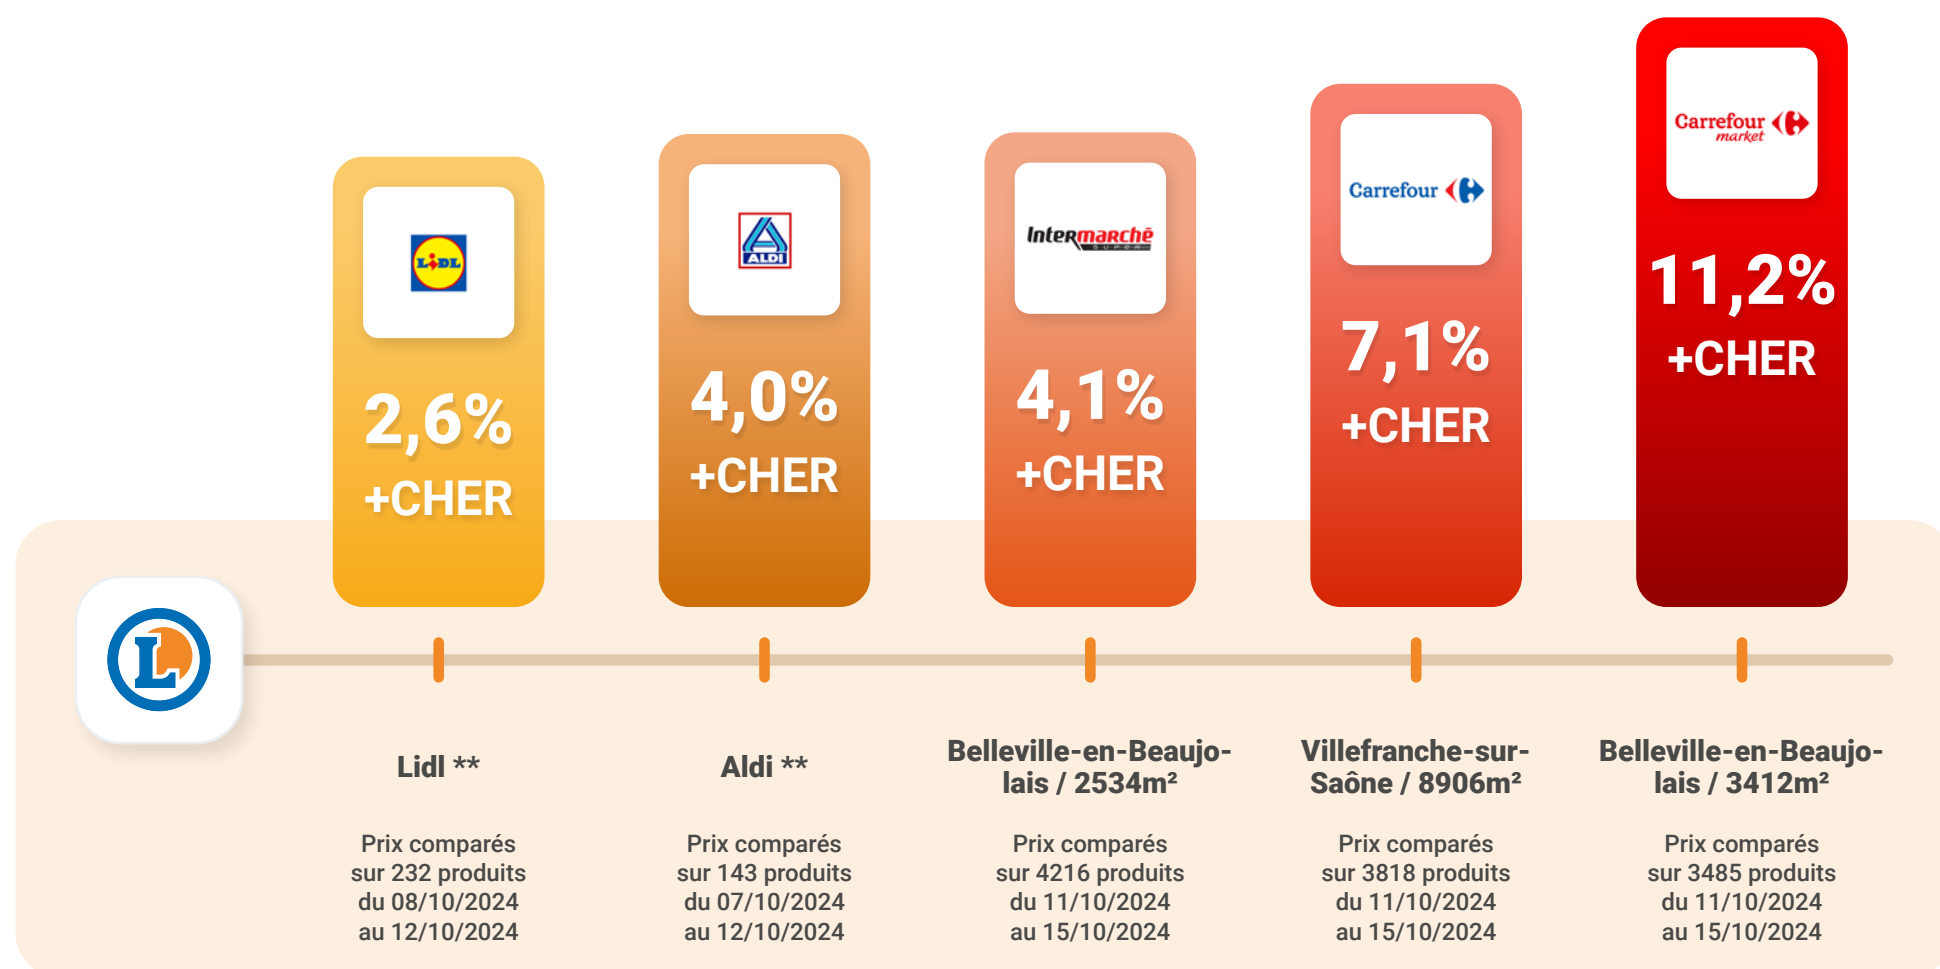 LIDL
2,6%
+CHER
ALDI
4,0%
+CHER
Intermarchē
SUPER
4,1%
+CHER
Carrefour
7,1%
+CHER
Carrefour
market
11,2%
+CHER
L
Lidl **
Prix comparés
sur 232 produits
du 08/10/2024
au 12/10/2024
Aldi **
Prix comparés
sur 143 produits
du 07/10/2024
au 12/10/2024
Belleville-en-Beaujo-
lais / 2534m²
Prix comparés
sur 4216 produits
du 11/10/2024
au 15/10/2024
Villefranche-sur-
Saône / 8906m²
Prix comparés
sur 3818 produits
du 11/10/2024
au 15/10/2024
Belleville-en-Beaujo-
lais / 3412m²
Prix comparés
sur 3485 produits
du 11/10/2024
au 15/10/2024